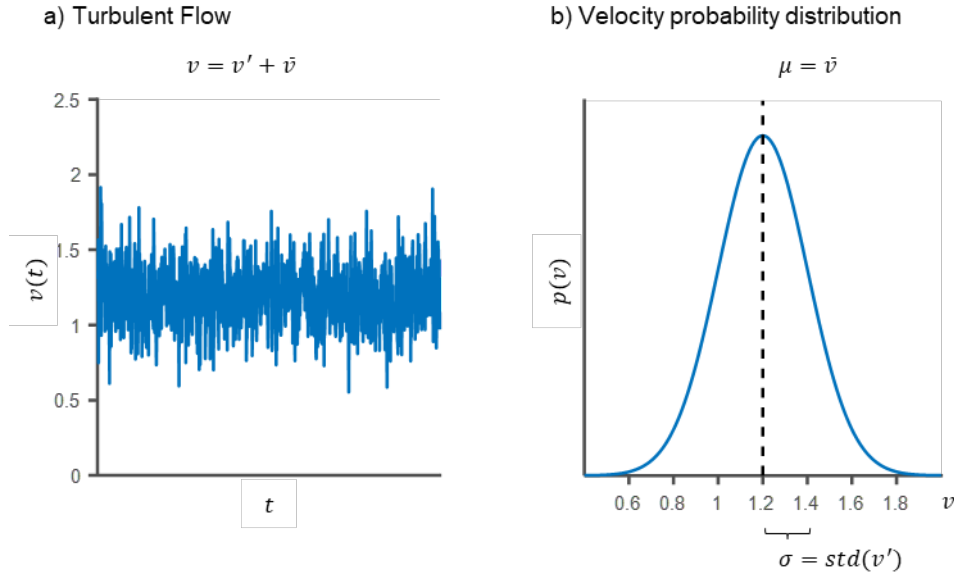 a) Turbulent Flow
v = v′ + v̄
2.5
2
1.5
1
0.5
0
v(t)
t
b) Velocity probability distribution
μ = v̄
p(v)
0.6 0.8 1 1.2 1.4 1.6 1.8 v
σ = std(v′)